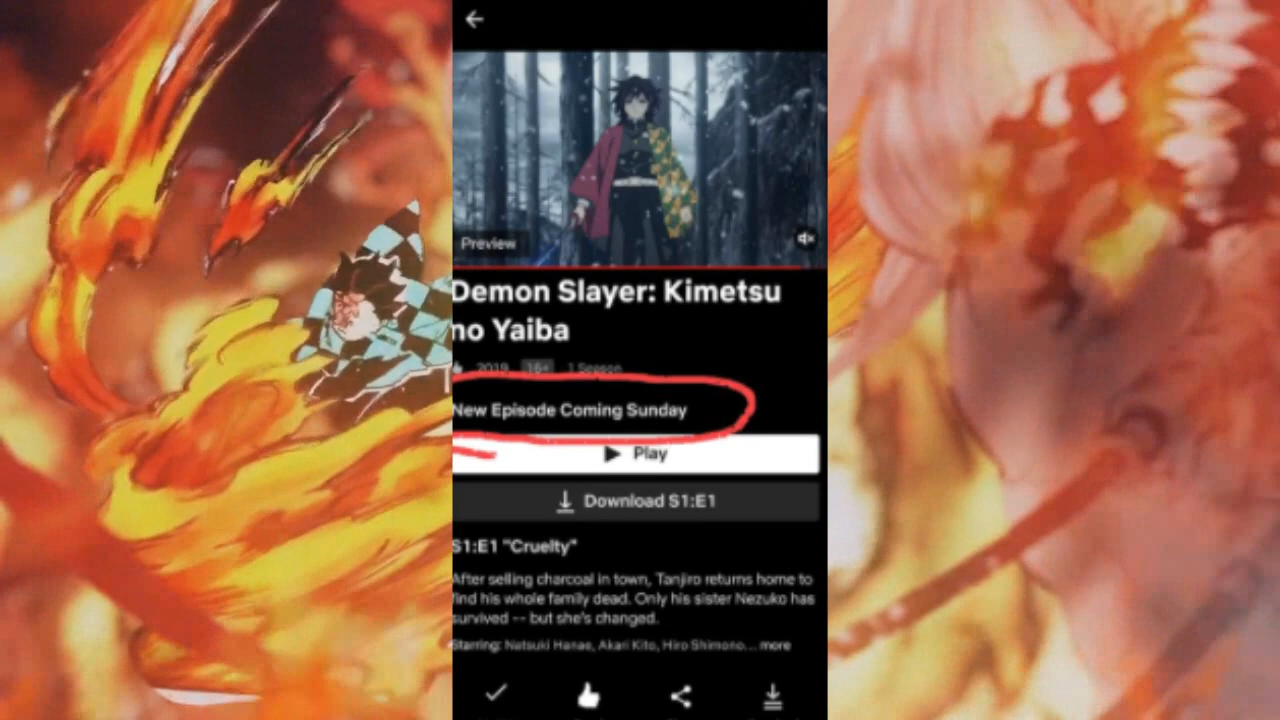 Preview
Demon Slayer: Kimetsu
no Yaiba
2019 16+ 1 Season
New Episode Coming Sunday
Play
Download S1:E1
S1:E1 "Cruelty"
After selling charcoal in town, Tanjiro returns home to
find his whole family dead. Only his sister Nezuko has
survived -- but she's changed.
Starring: Natsuki Hanae, Akari Kito, Hiro Shimono... more